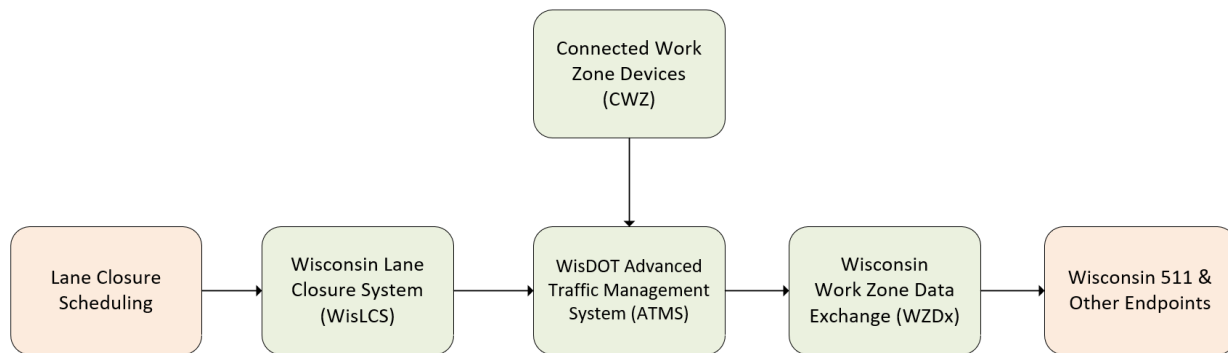 Connected Work
Zone Devices
(CWZ)
Lane Closure
Scheduling
Wisconsin Lane
Closure System
(WisLCS)
WisDOT Advanced
Traffic Management
System (ATMS)
Wisconsin
Work Zone Data
Exchange (WZDx)
Wisconsin 511 &
Other Endpoints